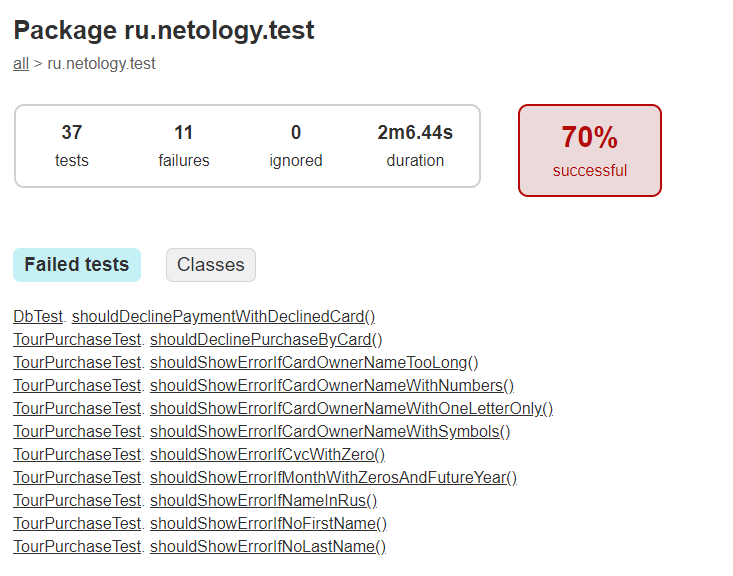 Package ru.netology.test
all > ru.netology.test
37 11 0 2m6.44s
tests failures ignored duration
70%
successful
Failed tests Classes
DbTest. shouldDeclinePaymentWithDeclinedCard()
TourPurchaseTest. shouldDeclinePurchaseByCard()
TourPurchaseTest. shouldShowErrorIfCardOwnerNameTooLong()
TourPurchaseTest. shouldShowErrorIfCardOwnerNameWithNumbers()
TourPurchaseTest. shouldShowErrorIfCardOwnerNameWithOneLetterOnly()
TourPurchaseTest. shouldShowErrorIfCardOwnerNameWithSymbols()
TourPurchaseTest. shouldShowErrorIfCvcWithZero()
TourPurchaseTest. shouldShowErrorIfMonthWithZerosAndFutureYear()
TourPurchaseTest. shouldShowErrorIfNameInRus()
TourPurchaseTest. shouldShowErrorIfNoFirstName()
TourPurchaseTest. shouldShowErrorIfNoLastName()